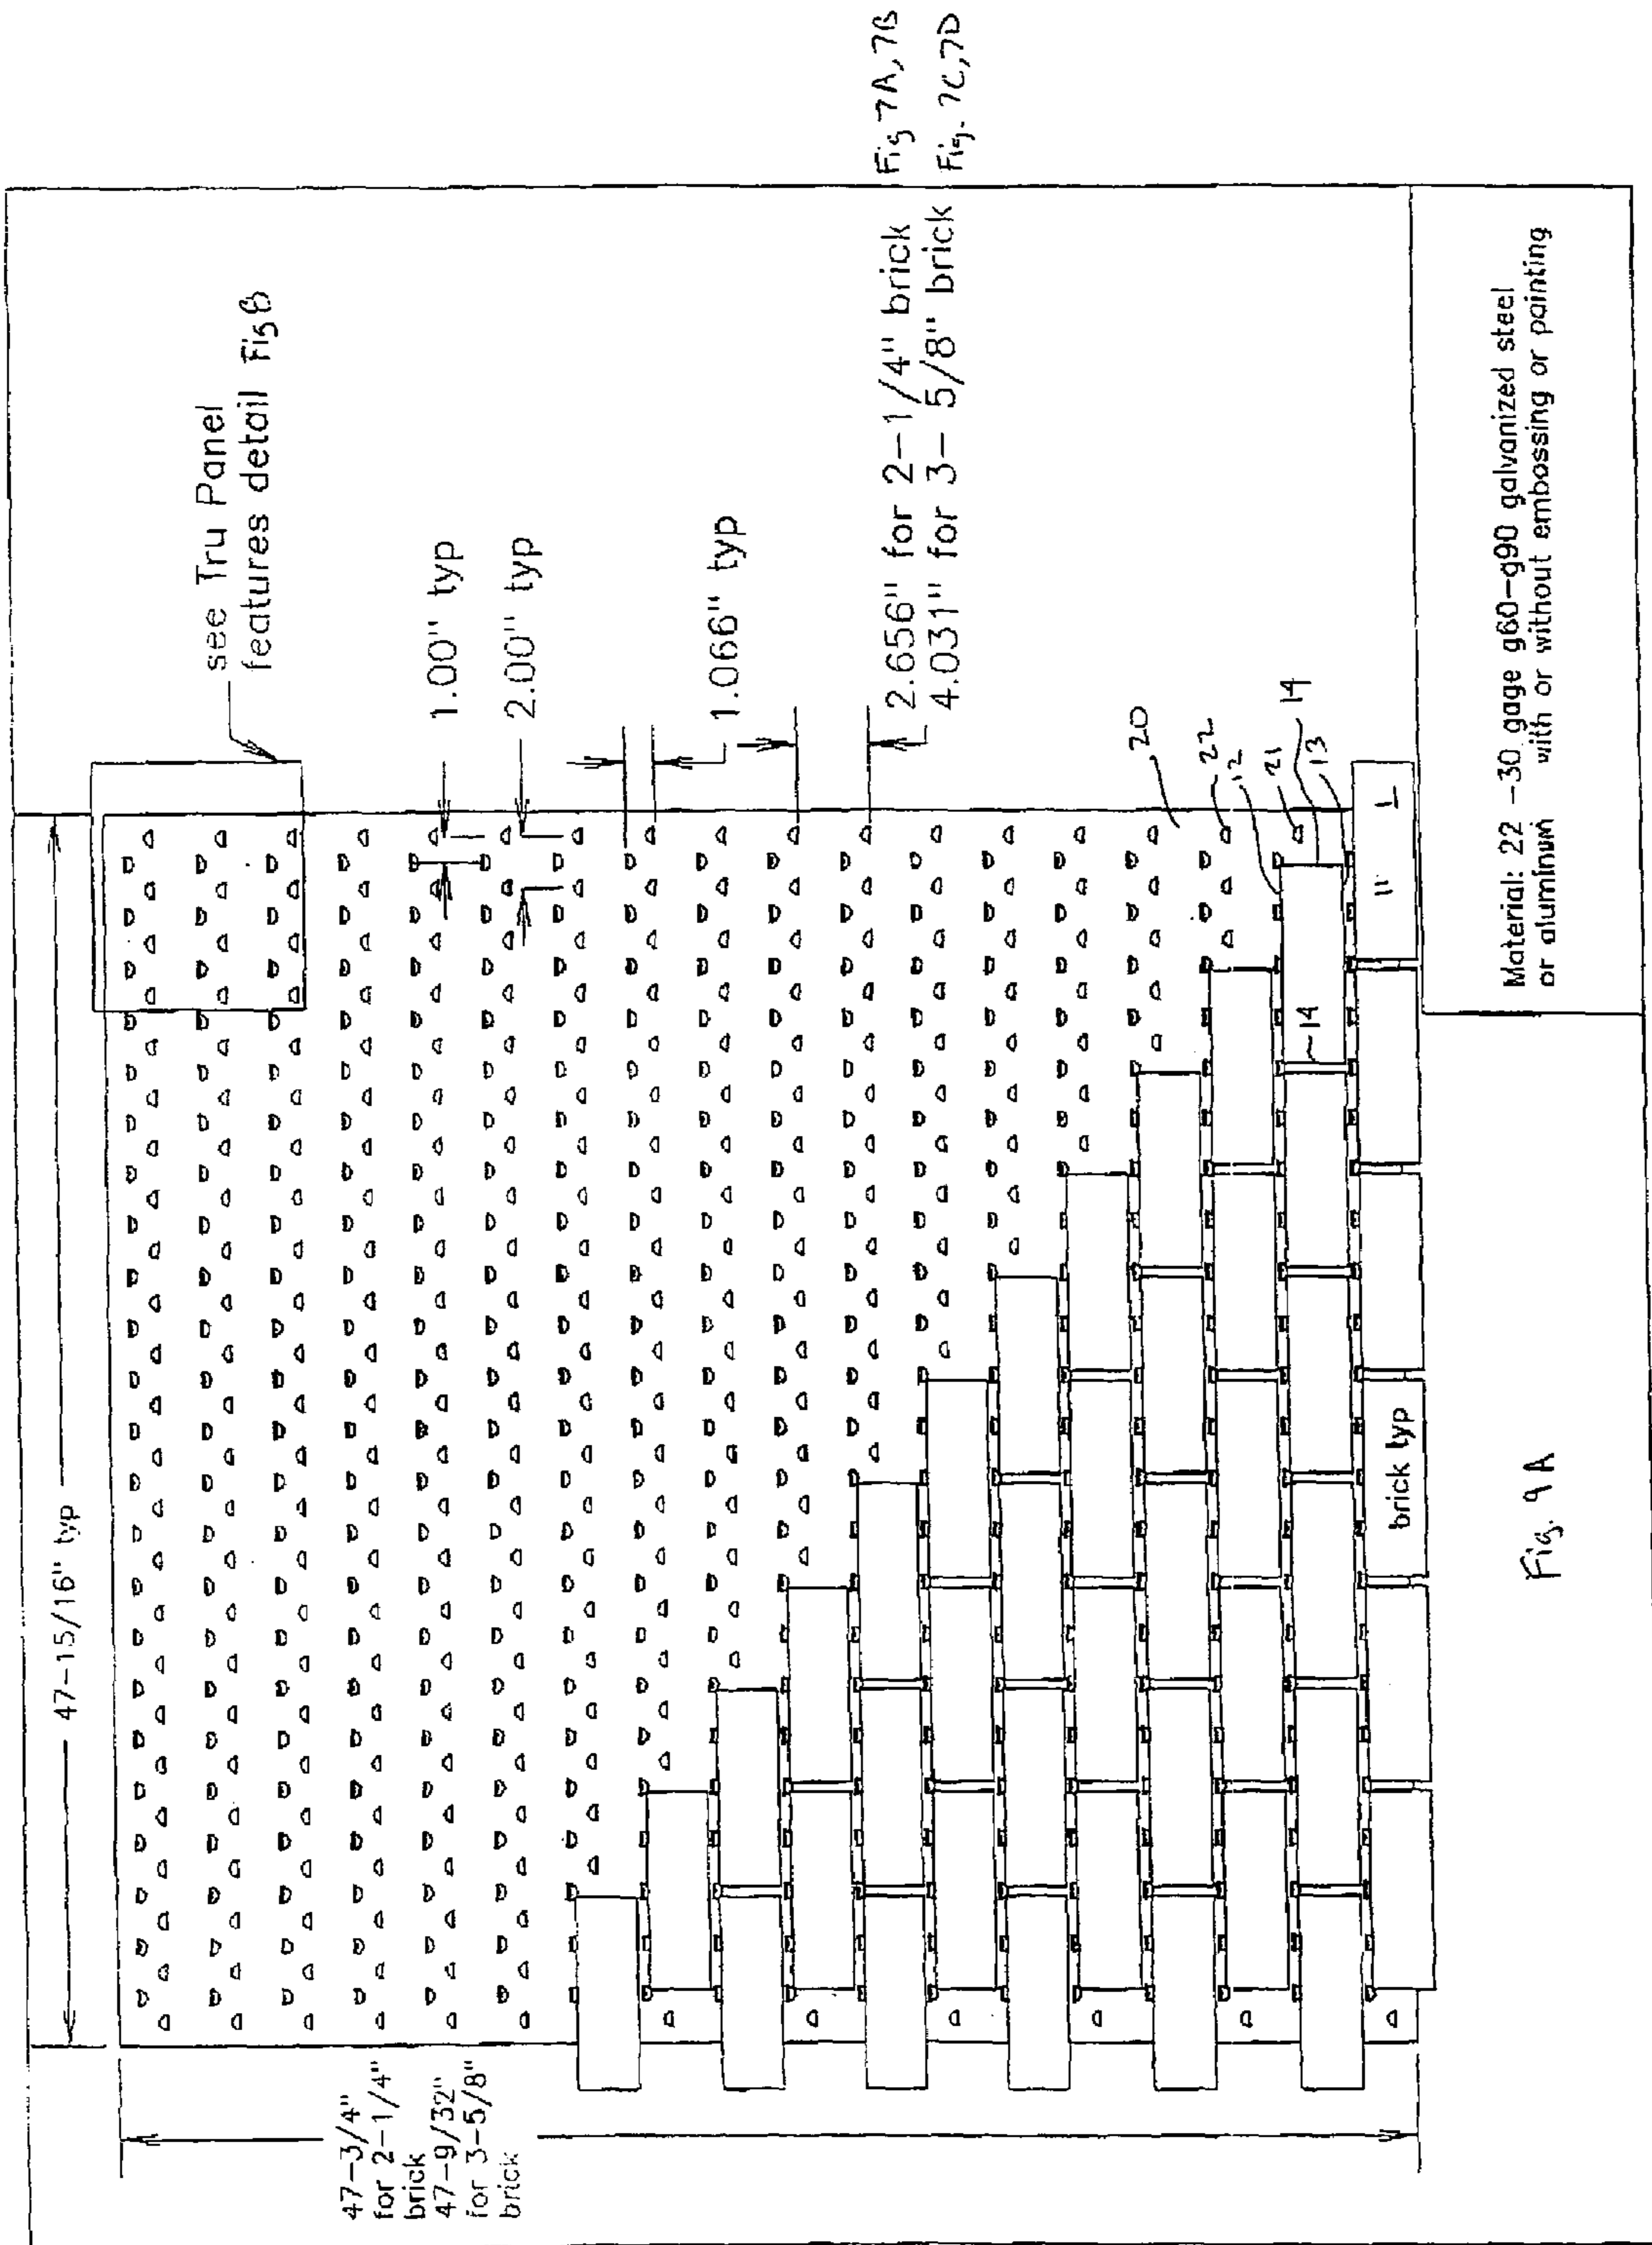 47-15/16" typ
see Tru Panel
features detail Fig 8
1.00" typ
2.00" typ
1.066" typ
2.656" for 2-1/4" brick Fig 7A, 7B
4.031" for 3-5/8" brick Fig. 7C, 7D
47-3/4"
for 2-1/4"
brick
47-9/32"
for 3-5/8"
brick
20
22
12
21
14
13
14
11
brick typ
Fig. 9A
Material: 22 -30 gage g60-g90 galvanized steel
or aluminum with or without embossing or painting